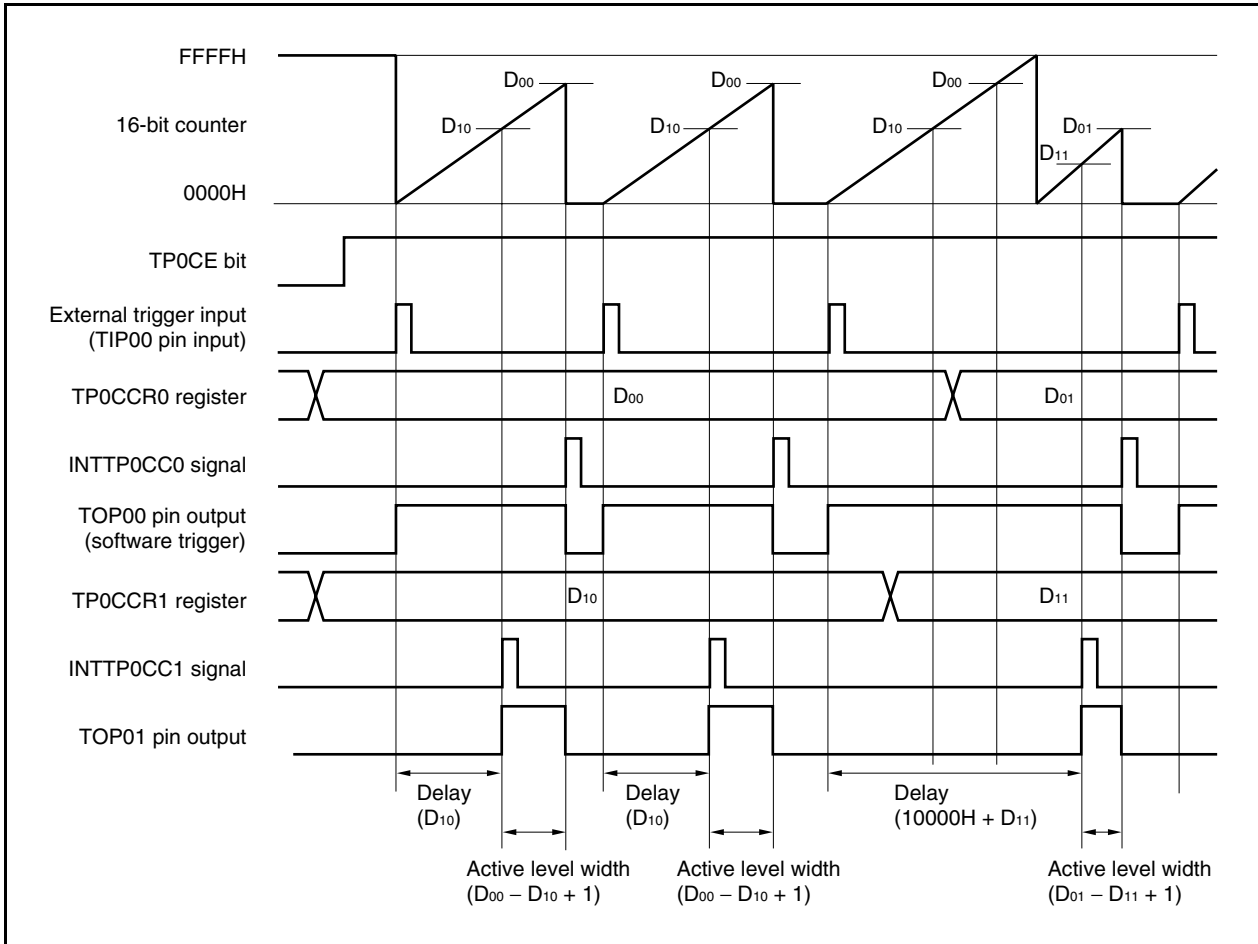 FFFFH
D00
D00
D00
16-bit counter
D10
D10
D10
D01
D11
0000H
TP0CE bit
External trigger input
(TIP00 pin input)
TP0CCR0 register
D00
D01
INTTP0CC0 signal
TOP00 pin output
(software trigger)
TP0CCR1 register
D10
D11
INTTP0CC1 signal
TOP01 pin output
Delay
(D10)
Delay
(D10)
Delay
(10000H + D11)
Active level width
(D00 − D10 + 1)
Active level width
(D00 − D10 + 1)
Active level width
(D01 − D11 + 1)